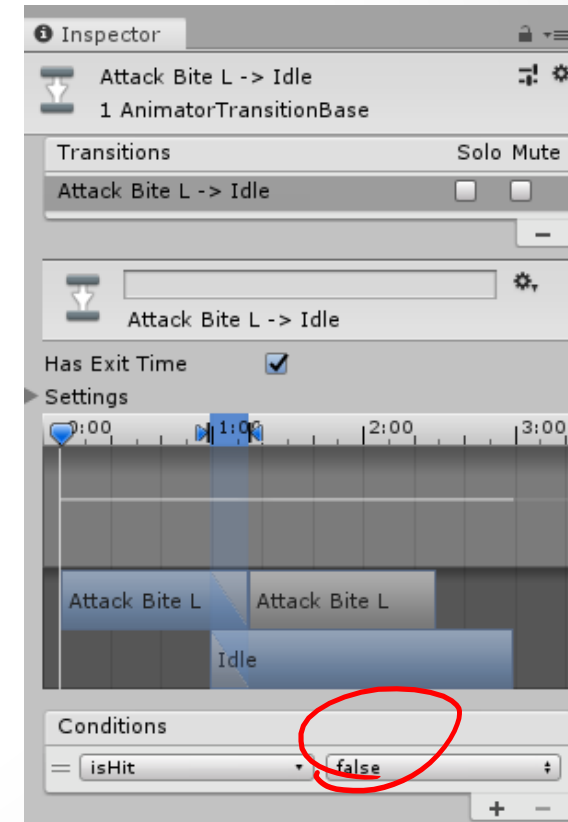 Inspector
Attack Bite L -> Idle
1 AnimatorTransitionBase
Transitions Solo Mute
Attack Bite L -> Idle
Attack Bite L -> Idle
Has Exit Time
Settings
0:00 1:00 2:00 3:00
Attack Bite L Attack Bite L
Idle
Conditions
isHit false